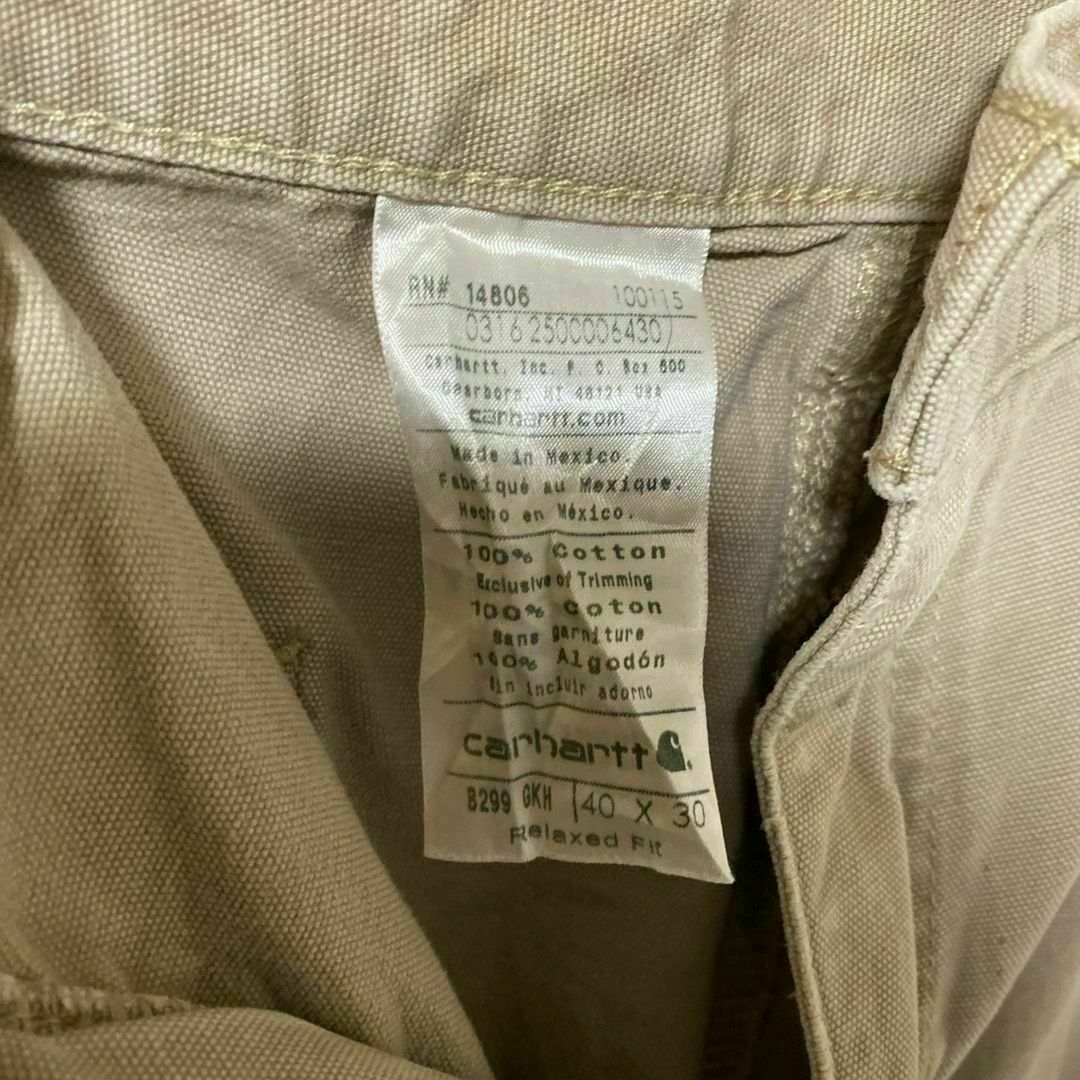 RN# 14806 100115
0316 2500006430
Carhartt, Inc. P. O. Box 600
Dearborn, MI 48121 USA
carhartt.com
Made in Mexico.
Fabriqué au Mexique.
Hecho en México.
100% Cotton
Exclusive of Trimming
100% Coton
Sans garniture
100% Algodón
Sin incluir adorno
carhartt
B299 GKH 40 X 30
Relaxed Fit